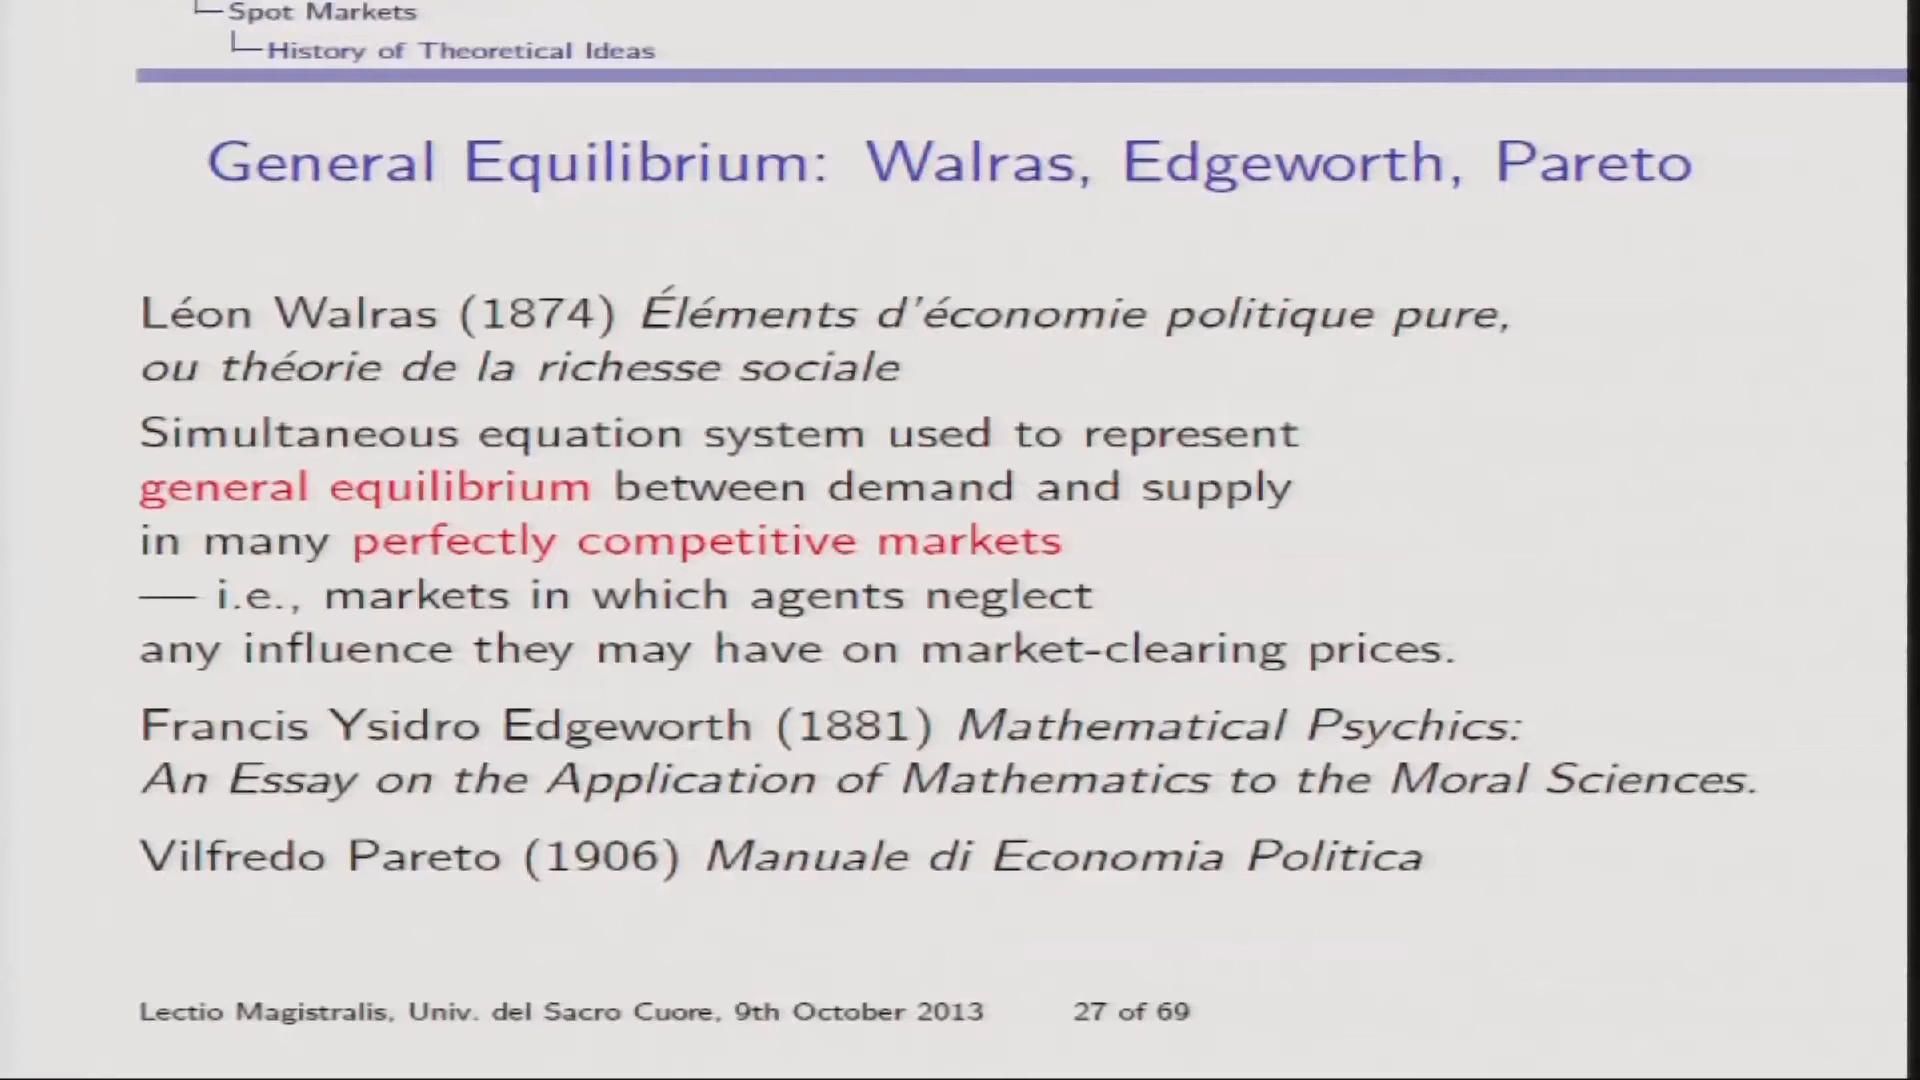 Spot Markets
History of Theoretical Ideas
General Equilibrium: Walras, Edgeworth, Pareto
Léon Walras (1874) Éléments d'économie politique pure,
ou théorie de la richesse sociale
Simultaneous equation system used to represent
general equilibrium between demand and supply
in many perfectly competitive markets
— i.e., markets in which agents neglect
any influence they may have on market-clearing prices.
Francis Ysidro Edgeworth (1881) Mathematical Psychics:
An Essay on the Application of Mathematics to the Moral Sciences.
Vilfredo Pareto (1906) Manuale di Economia Politica
Lectio Magistralis, Univ. del Sacro Cuore, 9th October 2013 27 of 69